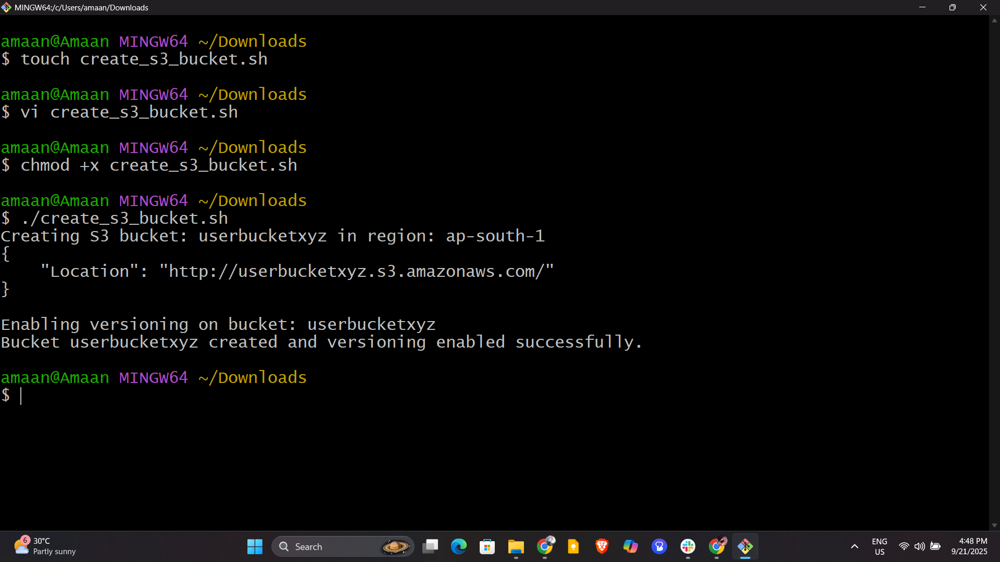 MINGW64:/c/Users/amaan/Downloads
amaan@Amaan MINGW64 ~/Downloads
$ touch create_s3_bucket.sh
amaan@Amaan MINGW64 ~/Downloads
$ vi create_s3_bucket.sh
amaan@Amaan MINGW64 ~/Downloads
$ chmod +x create_s3_bucket.sh
amaan@Amaan MINGW64 ~/Downloads
$ ./create_s3_bucket.sh
Creating S3 bucket: userbucketxyz in region: ap-south-1
{
    "Location": "http://userbucketxyz.s3.amazonaws.com/"
}
Enabling versioning on bucket: userbucketxyz
Bucket userbucketxyz created and versioning enabled successfully.
amaan@Amaan MINGW64 ~/Downloads
$
6
30°C
Partly sunny
Search
ENG
US
4:48 PM
9/21/2025